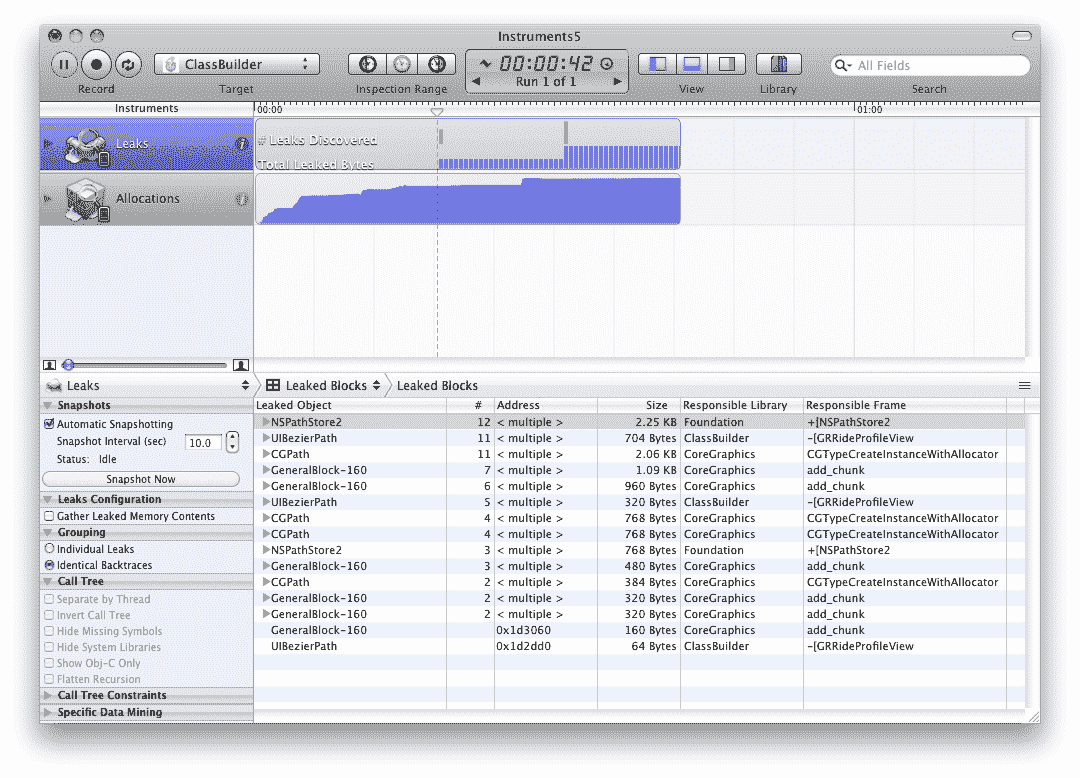 Instruments5
ClassBuilder
00:00:42
Run 1 of 1
All Fields
Record
Target
Inspection Range
View
Library
Search
Instruments
00:00
01:00
Leaks
# Leaks Discovered
Total Leaked Bytes
Allocations
Leaks
Leaked Blocks
Leaked Blocks
Snapshots
Automatic Snapshotting
Snapshot Interval (sec) 10.0
Status: Idle
Snapshot Now
Leaks Configuration
Gather Leaked Memory Contents
Grouping
Individual Leaks
Identical Backtraces
Call Tree
Separate by Thread
Invert Call Tree
Hide Missing Symbols
Hide System Libraries
Show Obj-C Only
Flatten Recursion
Call Tree Constraints
Specific Data Mining
Leaked Object # Address Size Responsible Library Responsible Frame
NSPathStore2 12 < multiple > 2.25 KB Foundation +[NSPathStore2
UIBezierPath 11 < multiple > 704 Bytes ClassBuilder -[GRRideProfileView
CGPath 11 < multiple > 2.06 KB CoreGraphics CGTypeCreateInstanceWithAllocator
GeneralBlock-160 7 < multiple > 1.09 KB CoreGraphics add_chunk
GeneralBlock-160 6 < multiple > 960 Bytes CoreGraphics add_chunk
UIBezierPath 5 < multiple > 320 Bytes ClassBuilder -[GRRideProfileView
CGPath 4 < multiple > 768 Bytes CoreGraphics CGTypeCreateInstanceWithAllocator
CGPath 4 < multiple > 768 Bytes CoreGraphics CGTypeCreateInstanceWithAllocator
NSPathStore2 3 < multiple > 768 Bytes Foundation +[NSPathStore2
GeneralBlock-160 3 < multiple > 480 Bytes CoreGraphics add_chunk
CGPath 2 < multiple > 384 Bytes CoreGraphics CGTypeCreateInstanceWithAllocator
GeneralBlock-160 2 < multiple > 320 Bytes CoreGraphics add_chunk
GeneralBlock-160 2 < multiple > 320 Bytes CoreGraphics add_chunk
GeneralBlock-160 0x1d3060 160 Bytes CoreGraphics add_chunk
UIBezierPath 0x1d2dd0 64 Bytes ClassBuilder -[GRRideProfileView